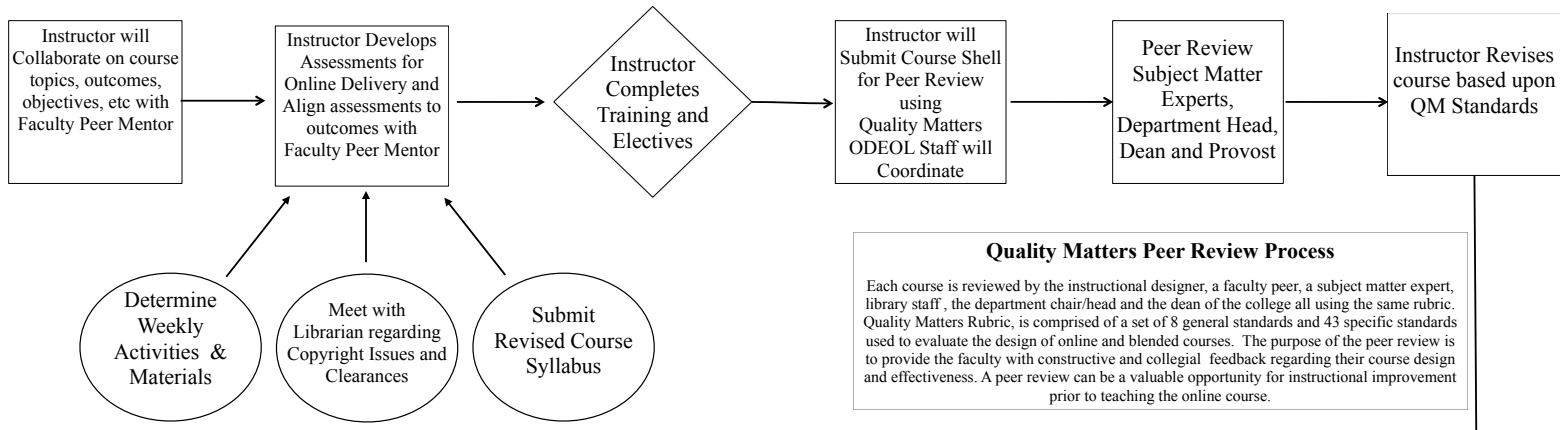 Instructor will
Collaborate on course
topics, outcomes,
objectives, etc with
Faculty Peer Mentor
Instructor Develops
Assessments for
Online Delivery and
Align assessments to
outcomes with
Faculty Peer Mentor
Instructor
Completes
Training and
Electives
Instructor will
Submit Course Shell
for Peer Review
using
Quality Matters
ODEOL Staff will
Coordinate
Peer Review
Subject Matter
Experts,
Department Head,
Dean and Provost
Instructor Revises
course based upon
QM Standards
Determine
Weekly
Activities &
Materials
Meet with
Librarian regarding
Copyright Issues and
Clearances
Submit
Revised Course
Syllabus
Quality Matters Peer Review Process
Each course is reviewed by the instructional designer, a faculty peer, a subject matter expert,
library staff , the department chair/head and the dean of the college all using the same rubric.
Quality Matters Rubric, is comprised of a set of 8 general standards and 43 specific standards
used to evaluate the design of online and blended courses. The purpose of the peer review is
to provide the faculty with constructive and collegial feedback regarding their course design
and effectiveness. A peer review can be a valuable opportunity for instructional improvement
prior to teaching the online course.